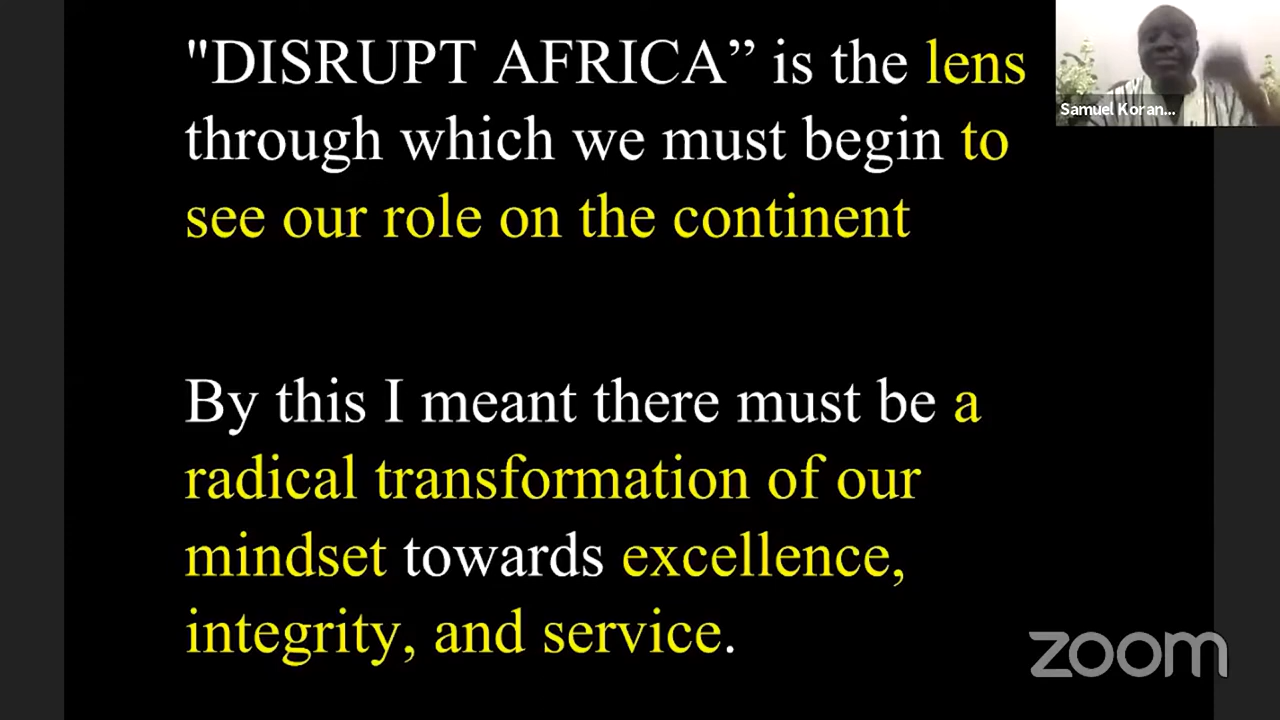 "DISRUPT AFRICA” is the lens
through which we must begin to
see our role on the continent
By this I meant there must be a
radical transformation of our
mindset towards excellence,
integrity, and service.
Samuel Koran...
zoom